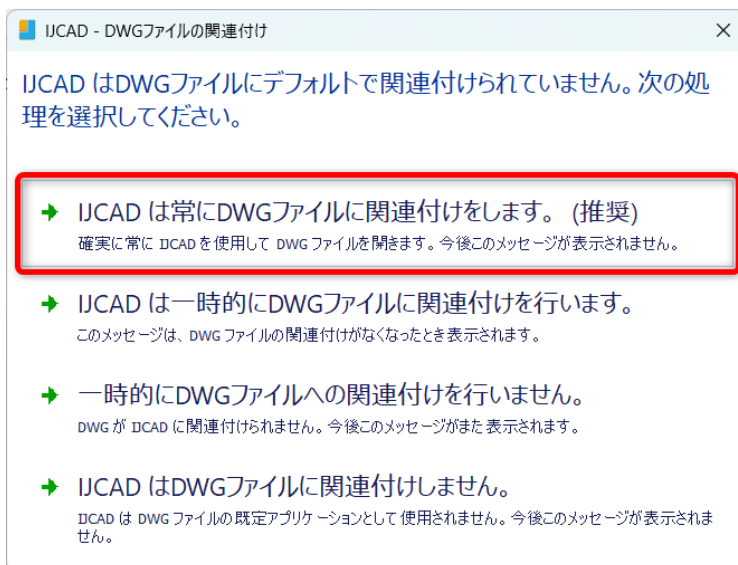 IJCAD - DWGファイルの関連付け
IJCAD はDWGファイルにデフォルトで関連付けられていません。次の処
理を選択してください。
IJCAD は常にDWGファイルに関連付けをします。 (推奨)
確実に常に IJCAD を使用して DWG ファイルを開きます。今後このメッセージが表示されません。
IJCAD は一時的にDWGファイルに関連付けを行います。
このメッセージは、DWG ファイルの関連付けがなくなったとき表示されます。
一時的にDWGファイルへの関連付けを行いません。
DWG が IJCAD に関連付けられません。今後このメッセージがまた表示されます。
IJCAD はDWGファイルに関連付けしません。
IJCAD は DWG ファイルの既定アプリケーションとして使用されません。今後このメッセージが表示されま
せん。